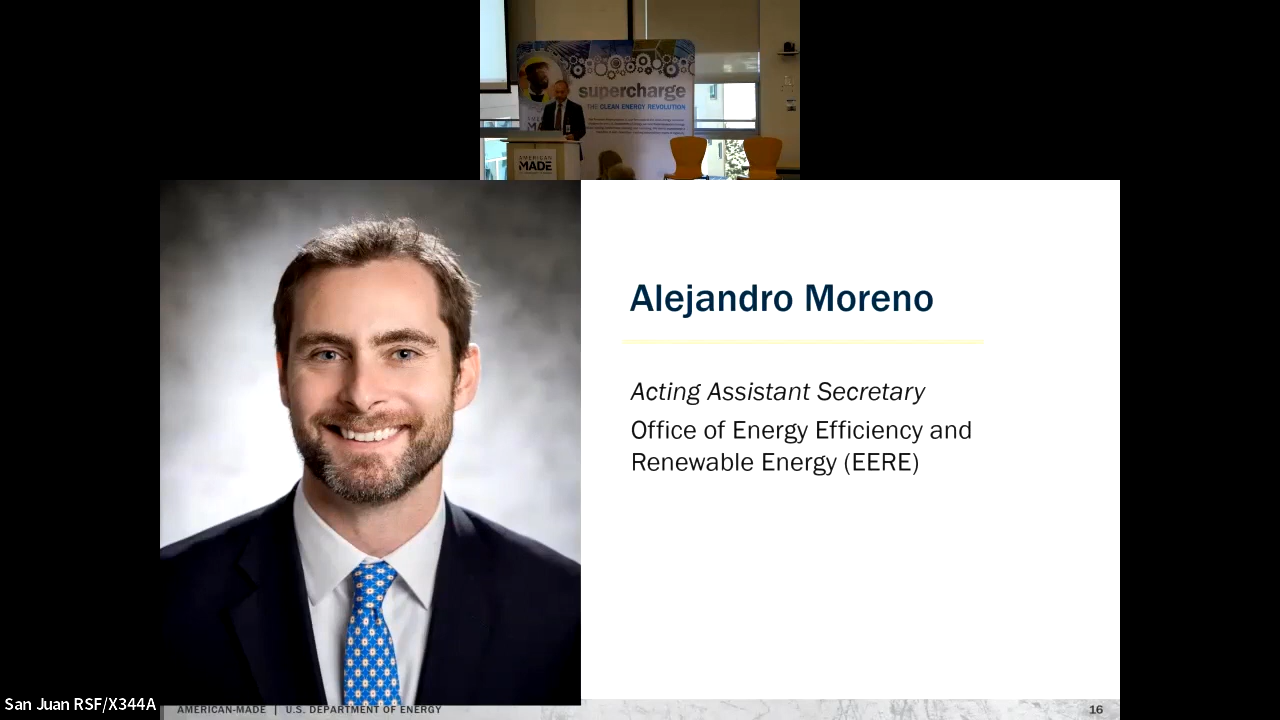 supercharge
THE CLEAN ENERGY REVOLUTION
AMERICAN
MADE
Alejandro Moreno
Acting Assistant Secretary
Office of Energy Efficiency and
Renewable Energy (EERE)
San Juan RSF/X344A
AMERICAN-MADE | U.S. DEPARTMENT OF ENERGY
16